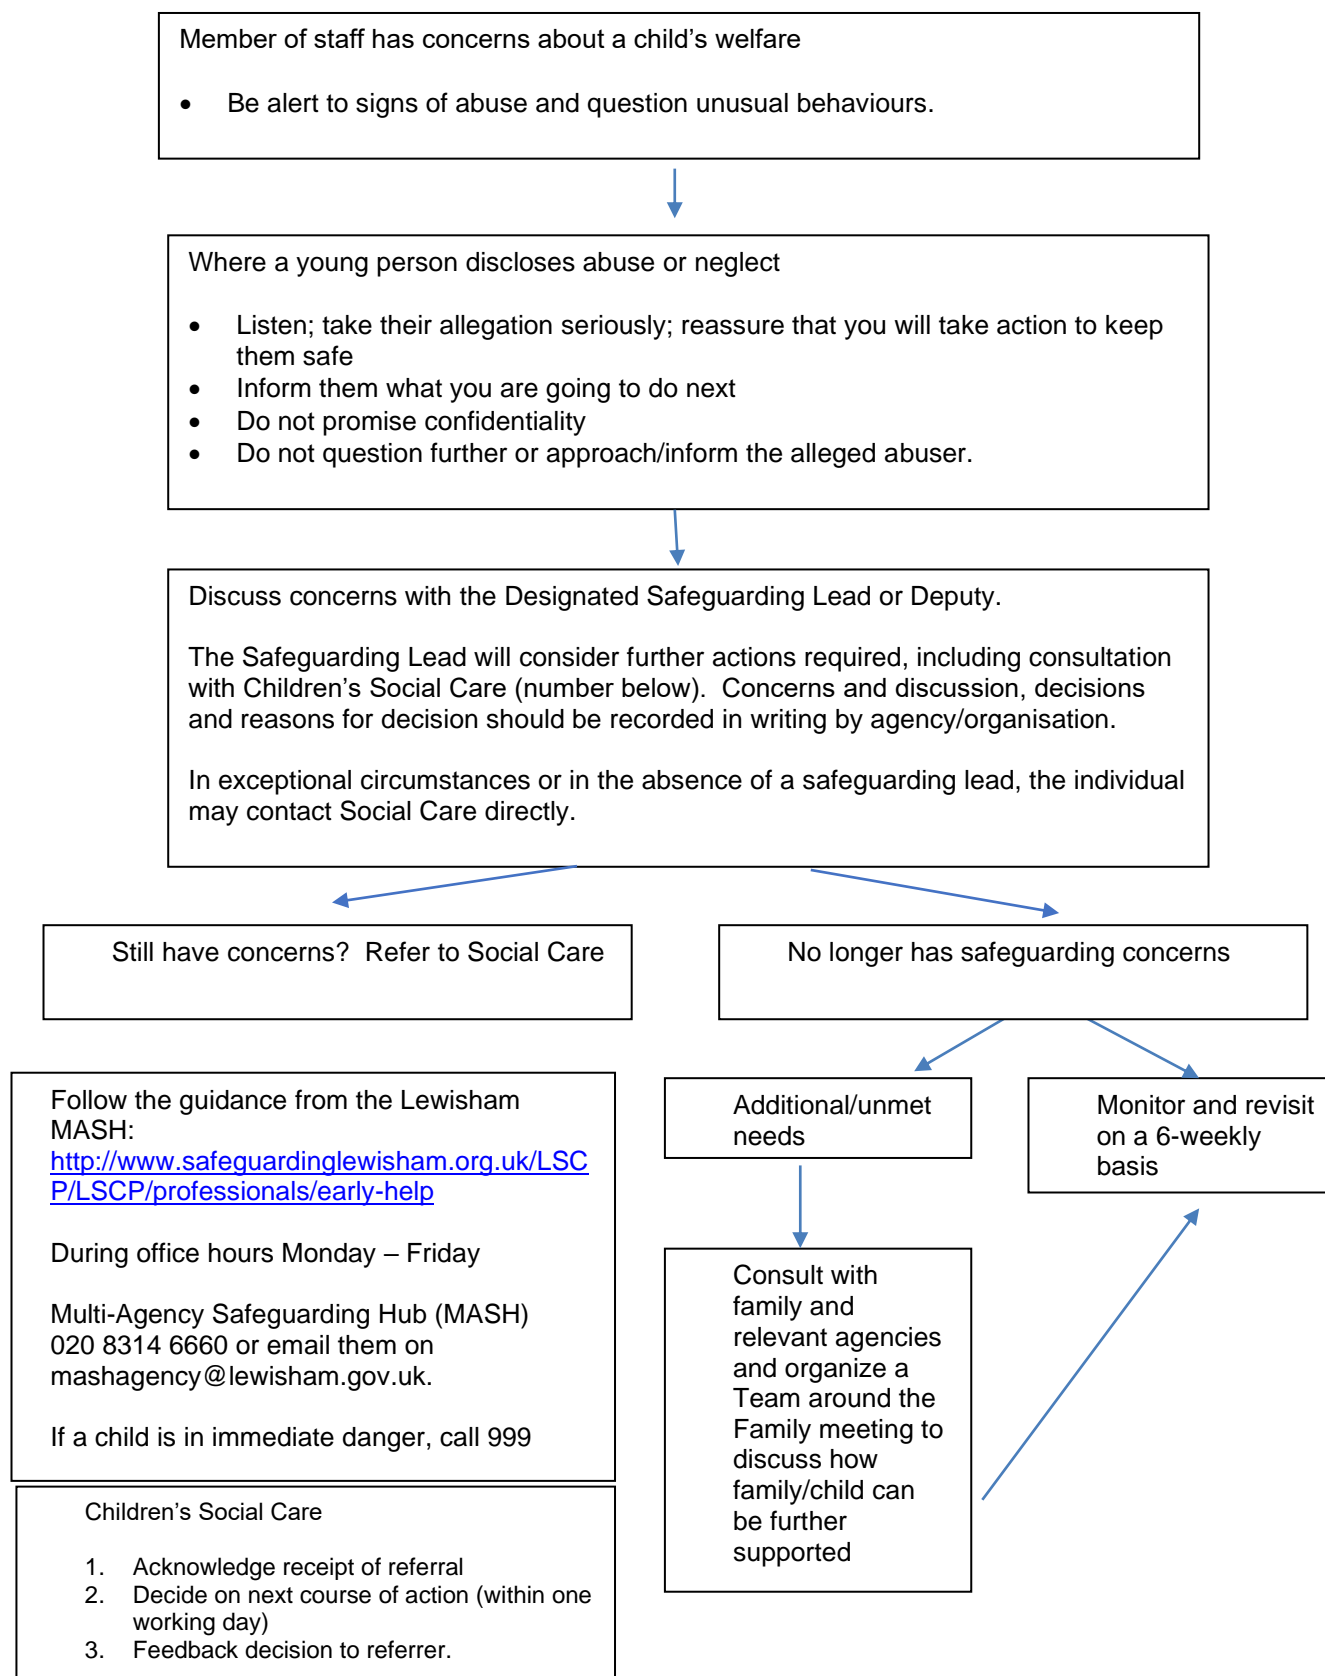 Member of staff has concerns about a child’s welfare
• Be alert to signs of abuse and question unusual behaviours.
Where a young person discloses abuse or neglect
• Listen; take their allegation seriously; reassure that you will take action to keep
them safe
• Inform them what you are going to do next
• Do not promise confidentiality
• Do not question further or approach/inform the alleged abuser.
Discuss concerns with the Designated Safeguarding Lead or Deputy.
The Safeguarding Lead will consider further actions required, including consultation
with Children’s Social Care (number below). Concerns and discussion, decisions
and reasons for decision should be recorded in writing by agency/organisation.
In exceptional circumstances or in the absence of a safeguarding lead, the individual
may contact Social Care directly.
Still have concerns? Refer to Social Care
No longer has safeguarding concerns
Follow the guidance from the Lewisham
MASH:
http://www.safeguardinglewisham.org.uk/LSC
P/LSCP/professionals/early-help
During office hours Monday – Friday
Multi-Agency Safeguarding Hub (MASH)
020 8314 6660 or email them on
mashagency@lewisham.gov.uk.
If a child is in immediate danger, call 999
Children’s Social Care
1. Acknowledge receipt of referral
2. Decide on next course of action (within one
working day)
3. Feedback decision to referrer.
Additional/unmet
needs
Monitor and revisit
on a 6-weekly
basis
Consult with
family and
relevant agencies
and organize a
Team around the
Family meeting to
discuss how
family/child can
be further
supported